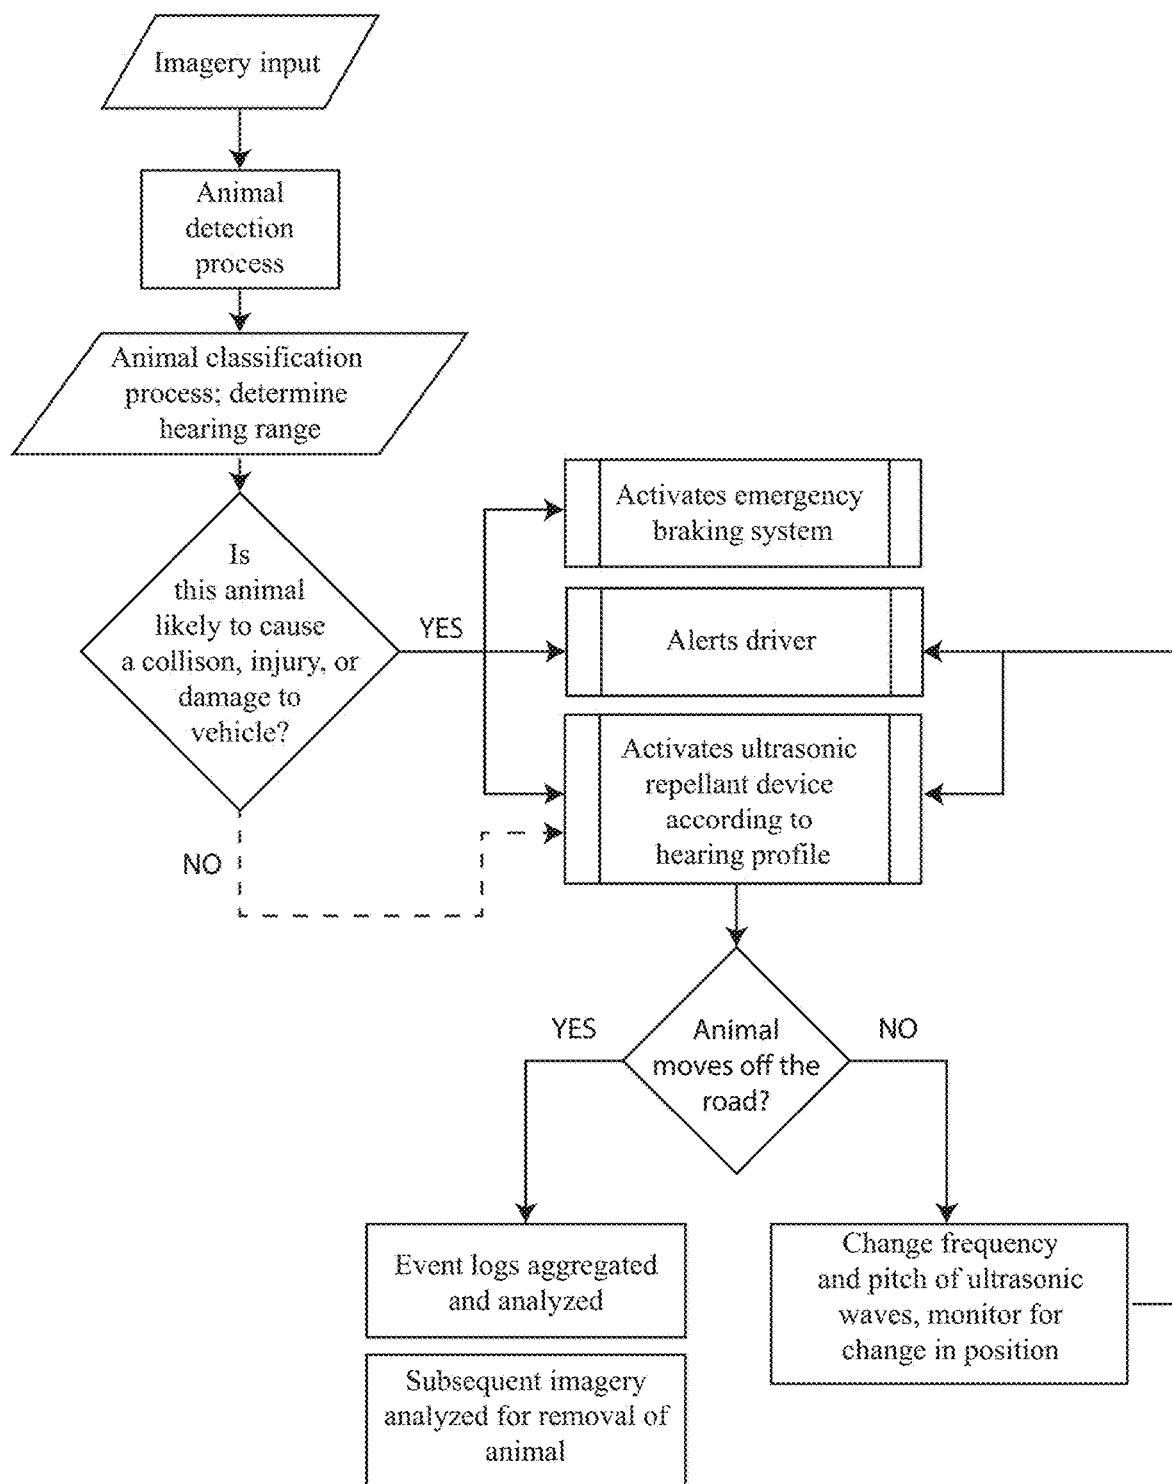 Imagery input
Animal
detection
process
Animal classification
process; determine
hearing range
Is
this animal
likely to cause
a collison, injury, or
damage to
vehicle?
YES
NO
Activates emergency
braking system
Alerts driver
Activates ultrasonic
repellant device
according to
hearing profile
Animal
moves off the
road?
YES
NO
Event logs aggregated
and analyzed
Subsequent imagery
analyzed for removal of
animal
Change frequency
and pitch of ultrasonic
waves, monitor for
change in position